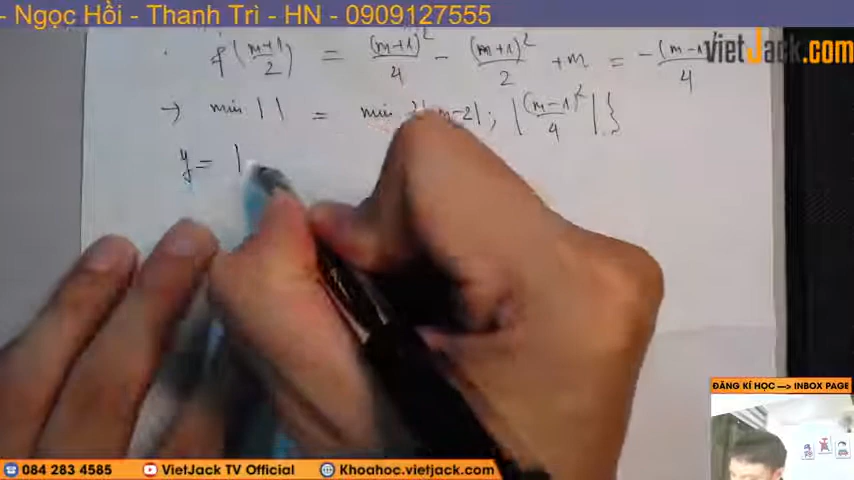 - Ngọc Hồi - Thanh Trì - HN - 0909127555
vietJack.com
f(m+1/2) = (m+1)²/4 - (m+1)²/2 + m = -(m-1
4
→ min | | = min {|m-2|; |(m-1)²/4|}
y = |
ĐĂNG KÍ HỌC --> INBOX PAGE
084 283 4585
VietJack TV Official
Khoahoc.vietjack.com